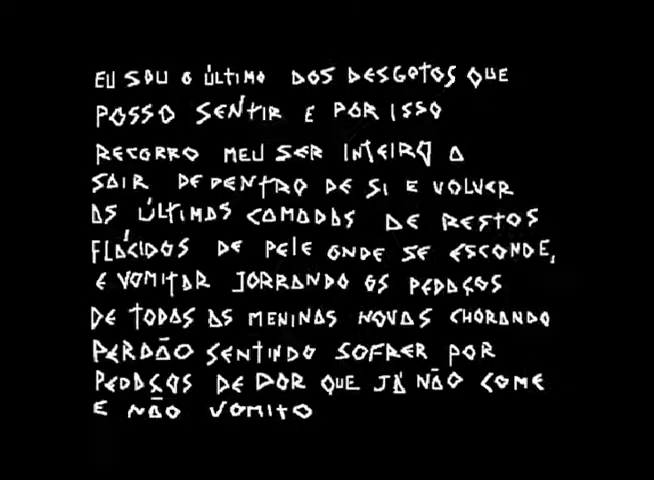 EU SOU O ÚLTIMO DOS DESGOTOS QUE
POSSO SENTIR E POR ISSO
RECORRO MEU SER INTEIRO A
SAIR DE DENTRO DE SI E VOLVER
AS ÚLTIMAS CAMADAS DE RESTOS
FLÁCIDOS DE PELE ONDE SE ESCONDE,
E VOMITAR JORRANDO OS PEDAÇOS
DE TODAS AS MENINAS NOVAS CHORANDO
PERDÃO SENTINDO SOFRER POR
PEDAÇOS DE DOR QUE JÁ NÃO COME
E NÃO VOMITO